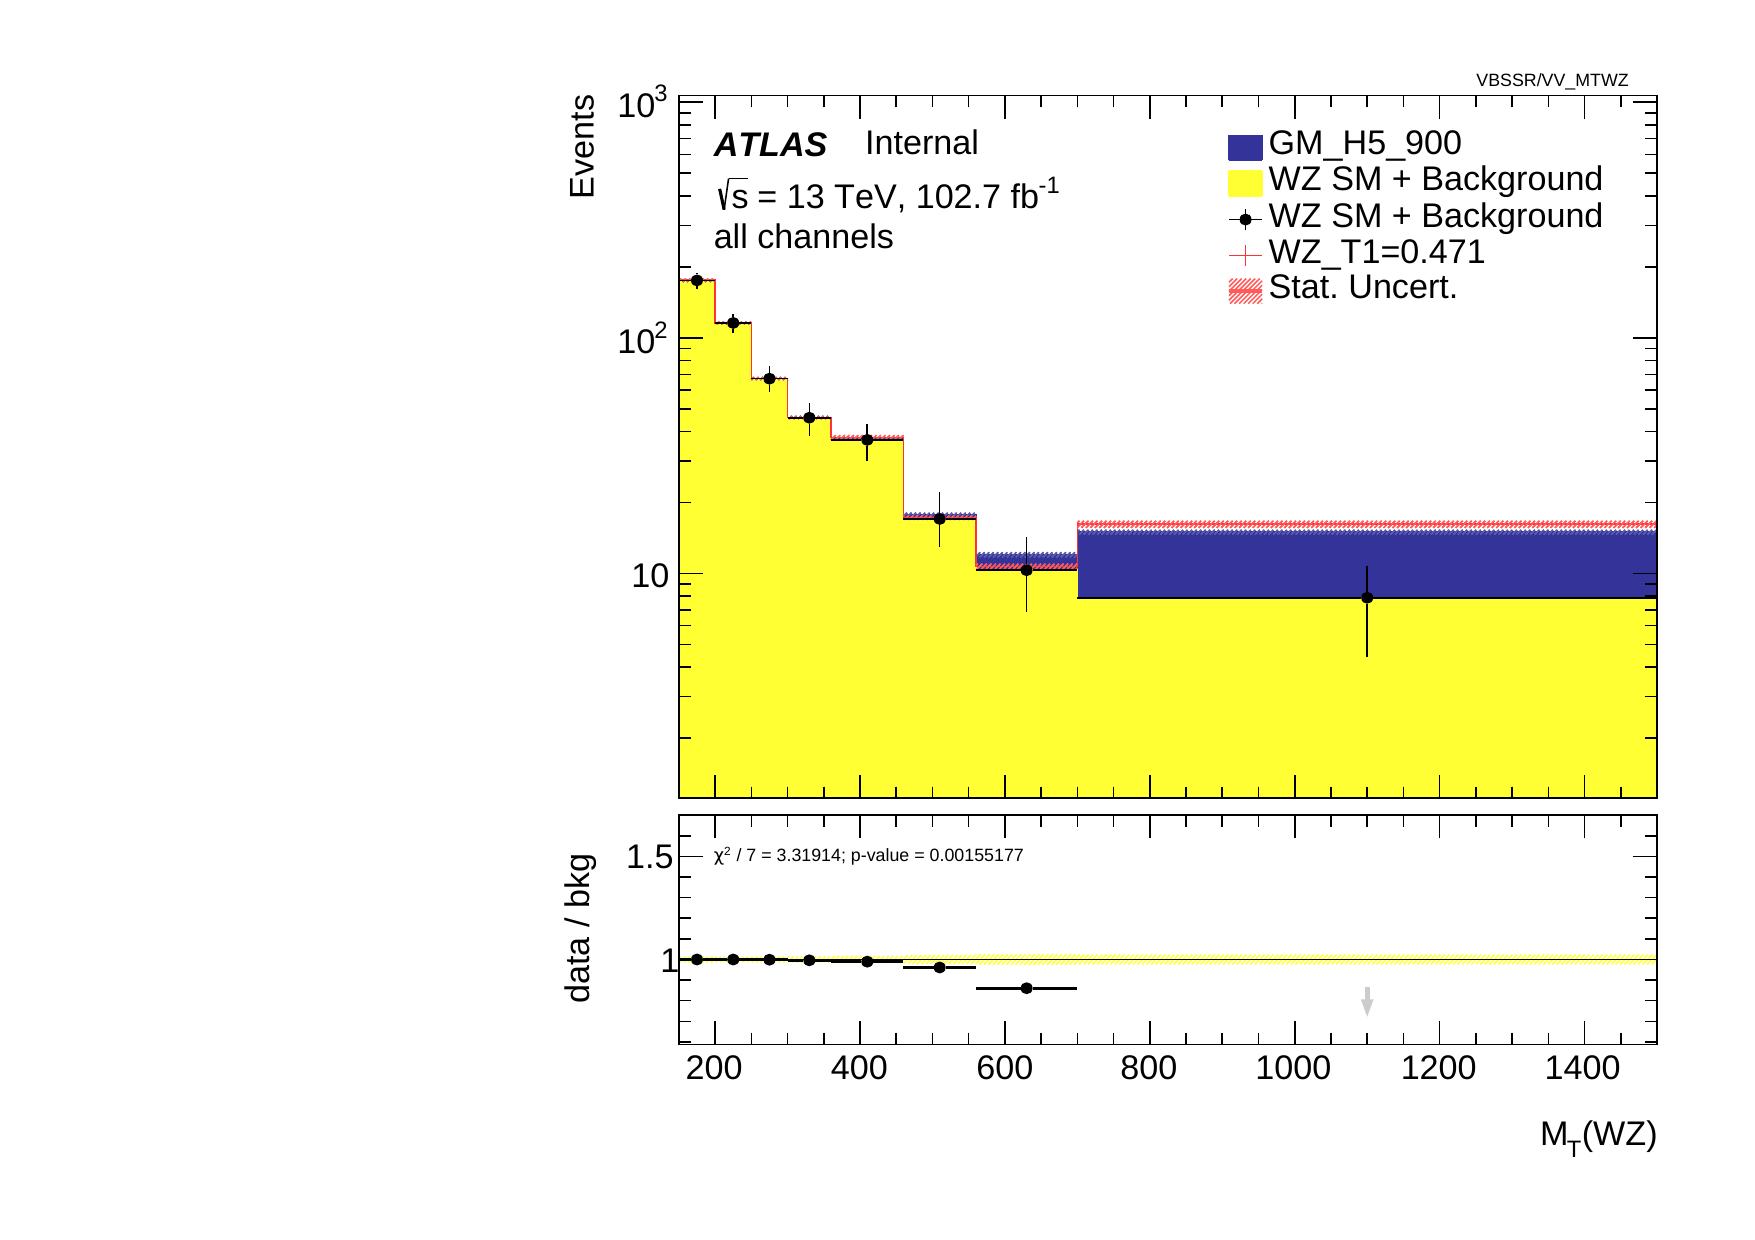 VBSSR/VV_MTWZ
Events
10³
10²
10
ATLAS Internal
√s = 13 TeV, 102.7 fb⁻¹
all channels
GM_H5_900
WZ SM + Background
WZ SM + Background
WZ_T1=0.471
Stat. Uncert.
data / bkg
1.5
1
χ² / 7 = 3.31914; p-value = 0.00155177
200 400 600 800 1000 1200 1400
M_T(WZ)